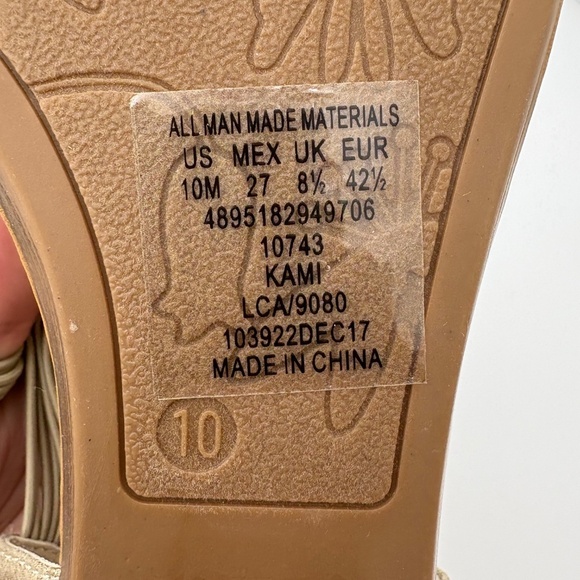 ALL MAN MADE MATERIALS
US MEX UK EUR
10M 27 8½ 42½
4895182949706
10743
KAMI
LCA/9080
103922DEC17
MADE IN CHINA
10